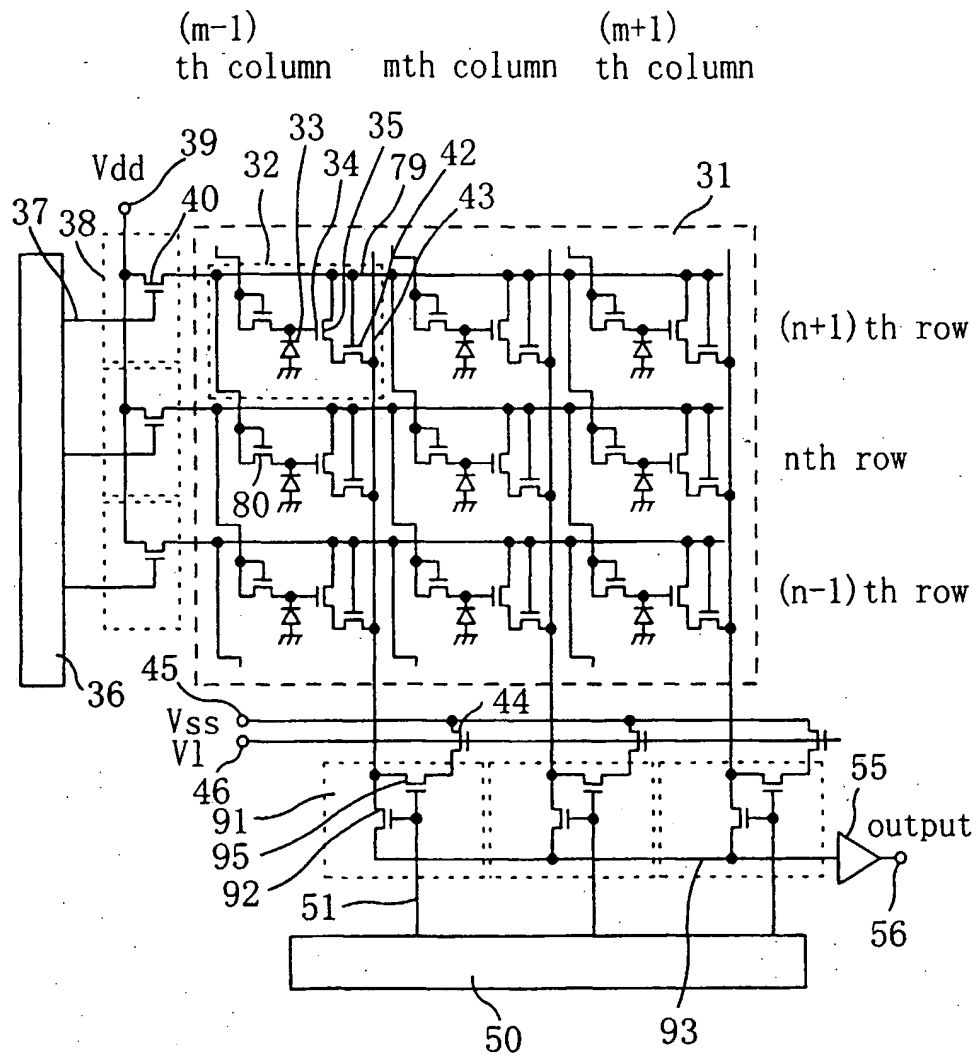 (m-1)
th column
mth column
(m+1)
th column
33
35
42
39
32
34
79
43
31
Vdd
40
37
38
(n+1)th row
nth row
80
(n-1)th row
36
45
44
Vss
V1
46
55
91
output
95
92
51
56
93
50